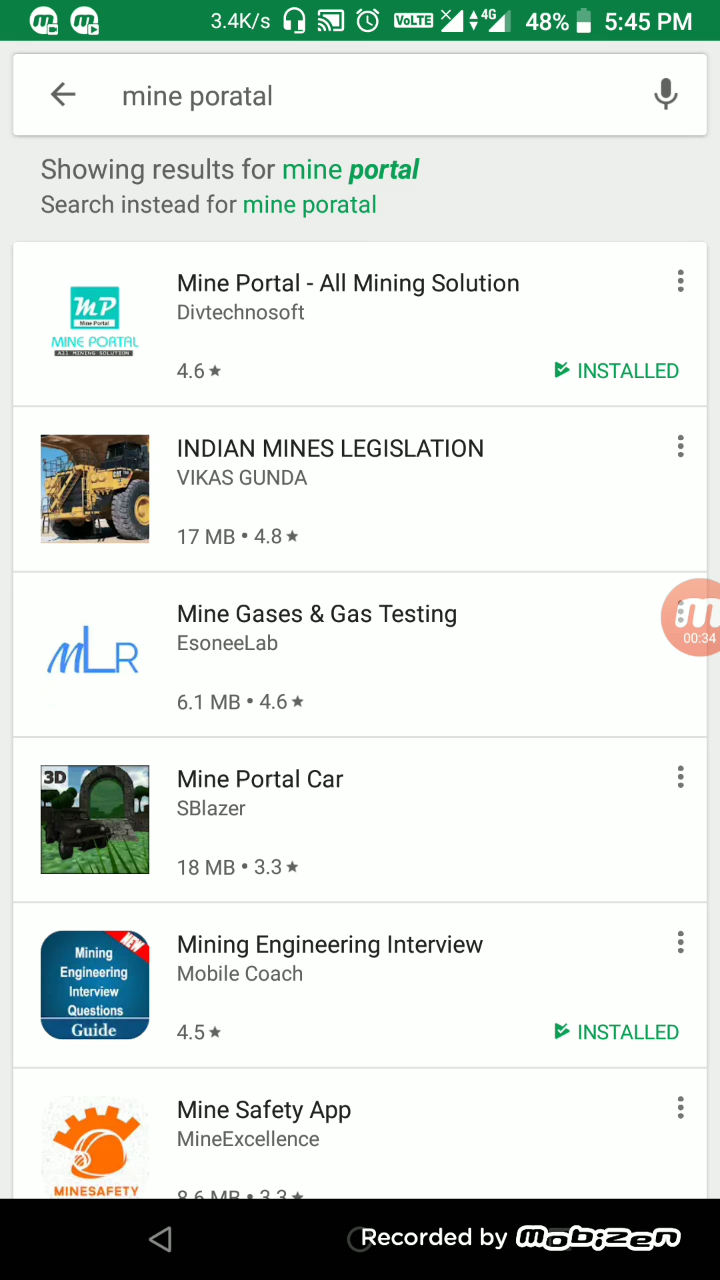 3.4K/s VoLTE 4G 48% 5:45 PM
mine poratal
Showing results for mine portal
Search instead for mine poratal
MP
Mine Portal
MINE PORTAL
ALL MINING SOLUTION
Mine Portal - All Mining Solution
Divtechnosoft
4.6★
INSTALLED
INDIAN MINES LEGISLATION
VIKAS GUNDA
17 MB • 4.8★
MLR
Mine Gases & Gas Testing
EsoneeLab
6.1 MB • 4.6★
00:34
3D
Mine Portal Car
SBlazer
18 MB • 3.3★
NEW
Mining
Engineering
Interview
Questions
Guide
Mining Engineering Interview
Mobile Coach
4.5★
INSTALLED
MINESAFETY
Mine Safety App
MineExcellence
8.6 MB • 3.3★
Recorded by mobizen